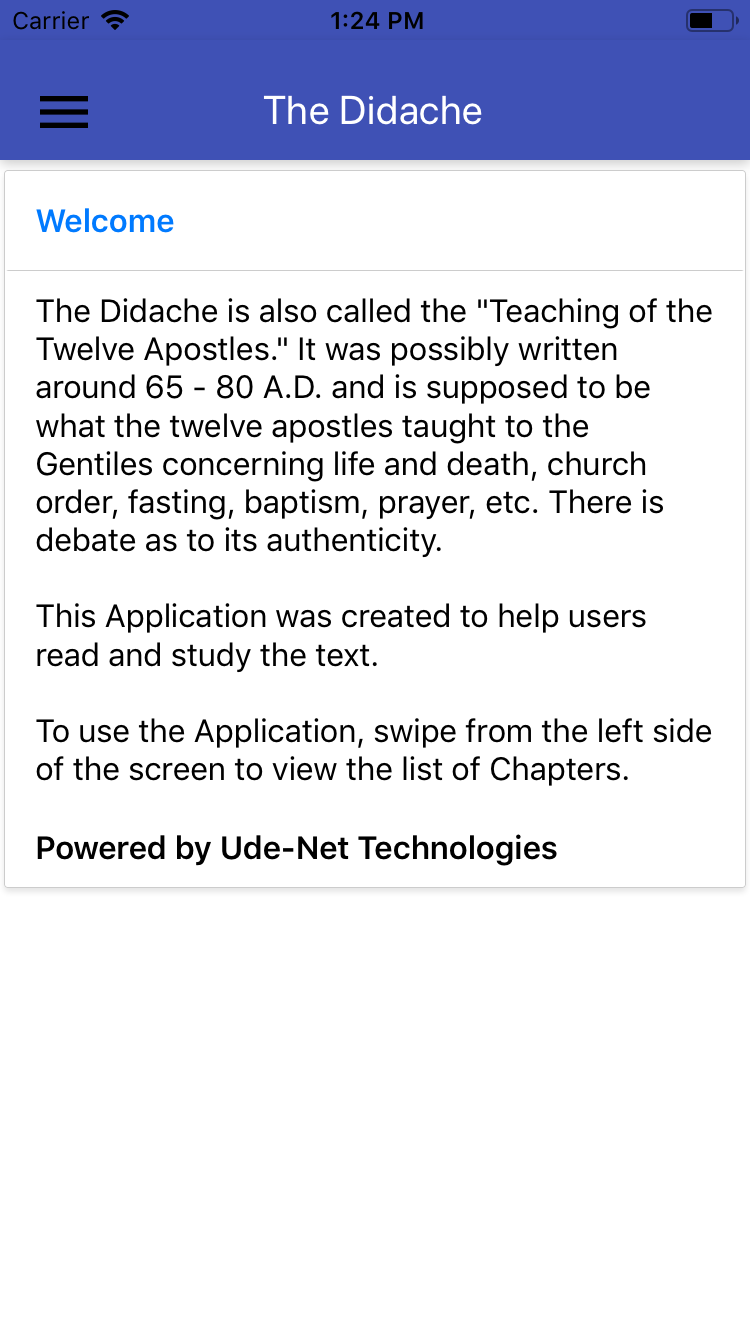 Carrier 1:24 PM
The Didache
Welcome
The Didache is also called the "Teaching of the
Twelve Apostles." It was possibly written
around 65 - 80 A.D. and is supposed to be
what the twelve apostles taught to the
Gentiles concerning life and death, church
order, fasting, baptism, prayer, etc. There is
debate as to its authenticity.
This Application was created to help users
read and study the text.
To use the Application, swipe from the left side
of the screen to view the list of Chapters.
Powered by Ude-Net Technologies